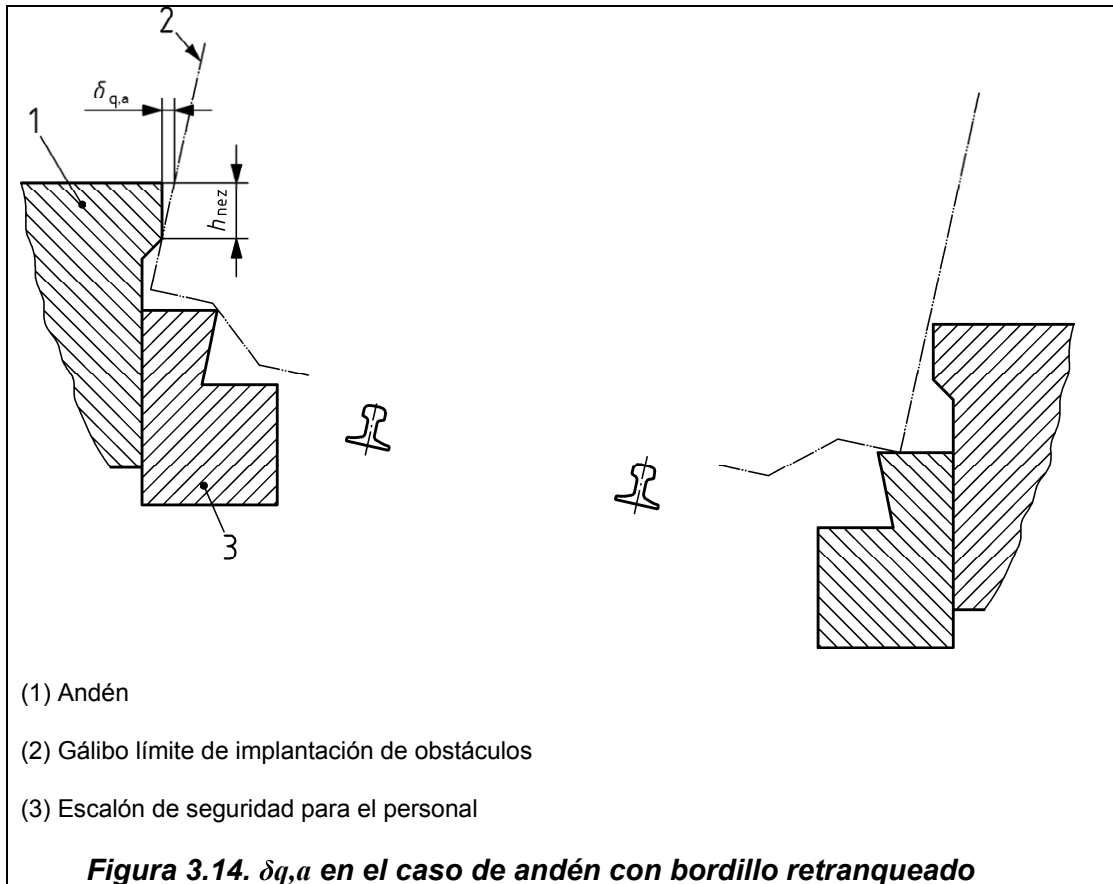 2
δq,a
1
hnez
3
(1) Andén
(2) Gálibo límite de implantación de obstáculos
(3) Escalón de seguridad para el personal
Figura 3.14. δq,a en el caso de andén con bordillo retranqueado